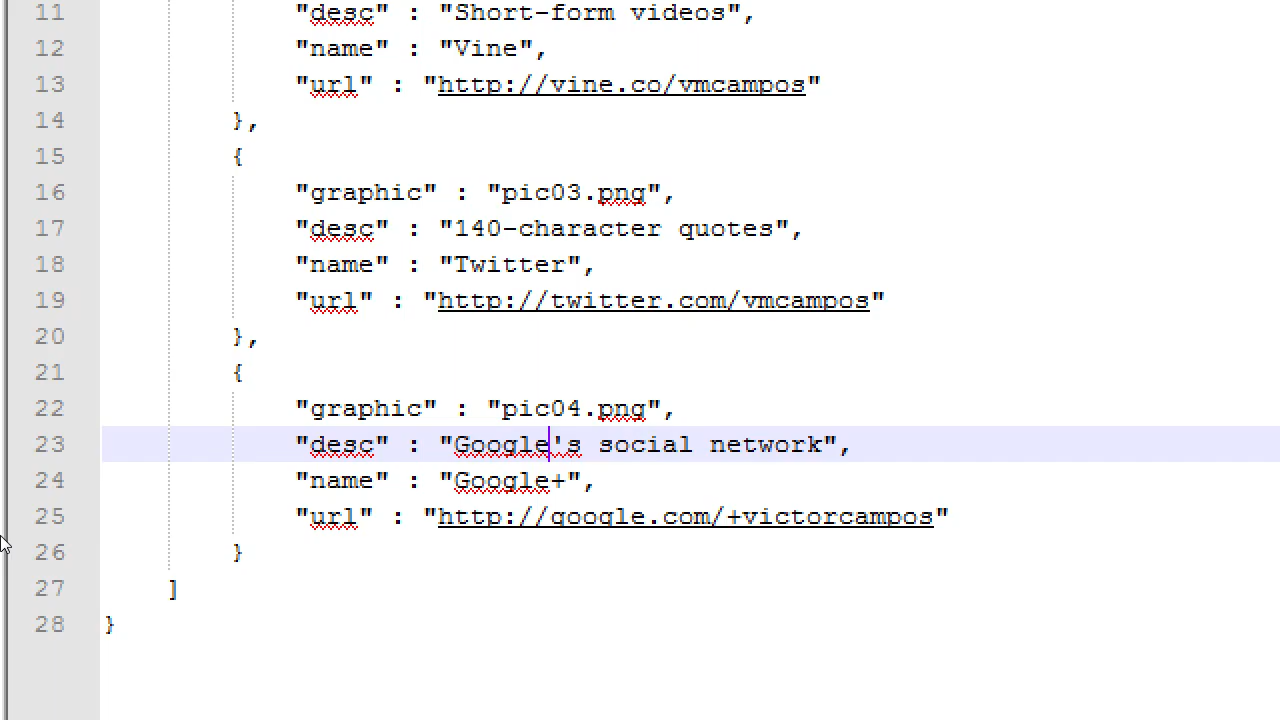 11 "desc" : "Short-form videos",
12 "name" : "Vine",
13 "url" : "http://vine.co/vmcampos"
14 },
15 {
16 "graphic" : "pic03.png",
17 "desc" : "140-character quotes",
18 "name" : "Twitter",
19 "url" : "http://twitter.com/vmcampos"
20 },
21 {
22 "graphic" : "pic04.png",
23 "desc" : "Google's social network",
24 "name" : "Google+",
25 "url" : "http://google.com/+victorcampos"
26 }
27 ]
28 }